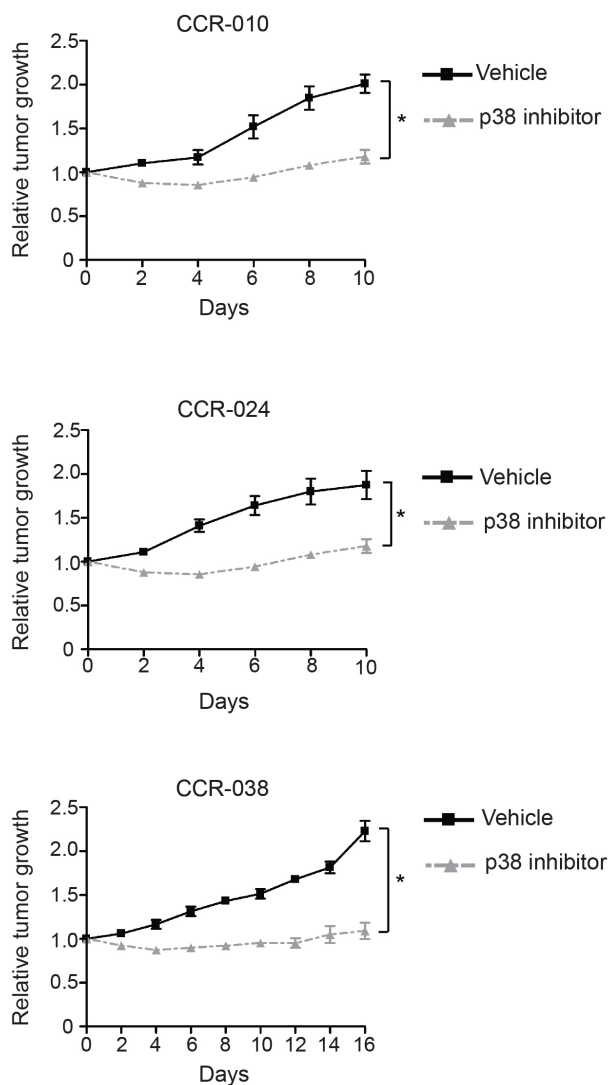 CCR-010
Relative tumor growth
2.5
2.0
1.5
1.0
0.5
0
0 2 4 6 8 10
Days
Vehicle
p38 inhibitor
*
CCR-024
Relative tumor growth
2.5
2.0
1.5
1.0
0.5
0
0 2 4 6 8 10
Days
Vehicle
p38 inhibitor
*
CCR-038
Relative tumor growth
2.5
2.0
1.5
1.0
0.5
0
0 2 4 6 8 10 12 14 16
Days
Vehicle
p38 inhibitor
*